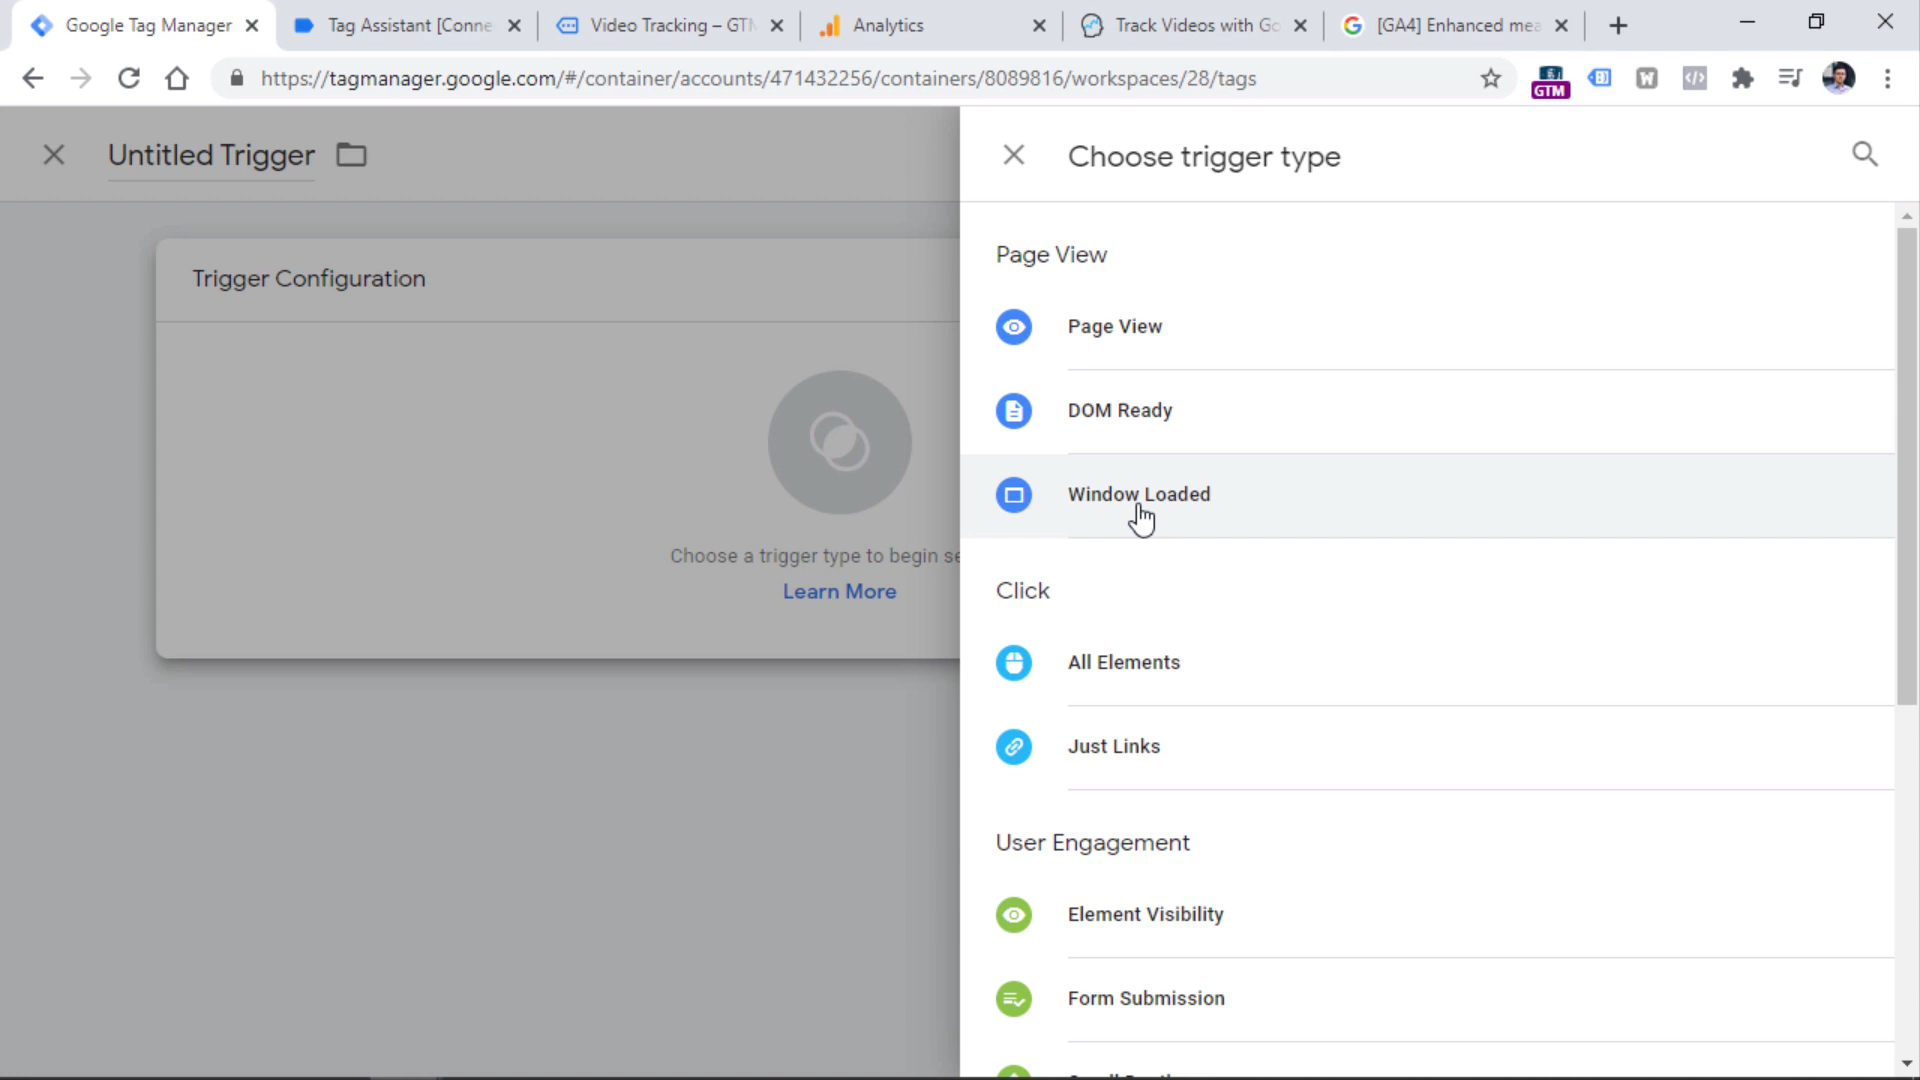 Google Tag Manager
Tag Assistant [Conne
Video Tracking – GTM
Analytics
Track Videos with Go
[GA4] Enhanced mea
https://tagmanager.google.com/#/container/accounts/471432256/containers/8089816/workspaces/28/tags
GTM
Untitled Trigger
Choose trigger type
Trigger Configuration
Choose a trigger type to begin se
Learn More
Page View
Page View
DOM Ready
Window Loaded
Click
All Elements
Just Links
User Engagement
Element Visibility
Form Submission